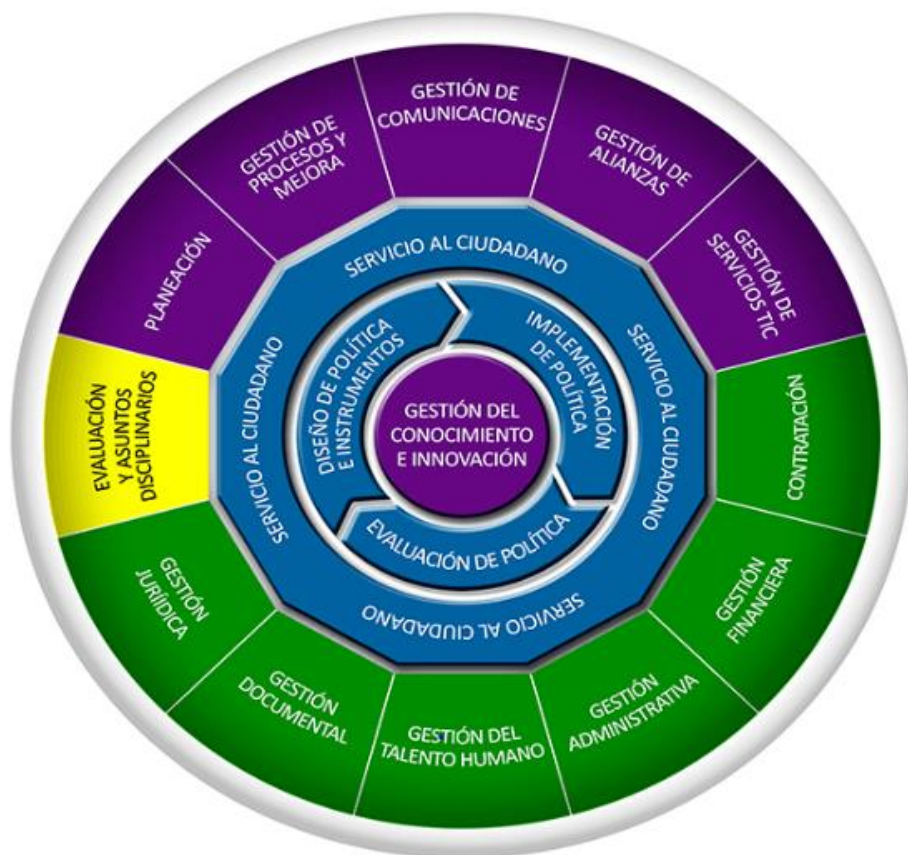 GESTIÓN DE
COMUNICACIONES
GESTIÓN DE
ALIANZAS
GESTIÓN DE
SERVICIOS TIC
CONTRATACIÓN
GESTIÓN
FINANCIERA
GESTIÓN
ADMINISTRATIVA
GESTIÓN DEL
TALENTO HUMANO
GESTIÓN
DOCUMENTAL
GESTIÓN
JURÍIDICA
EVALUACIÓN
Y ASUNTOS
DISCIPLINARIOS
PLANEACIÓN
GESTIÓN DE
PROCESOS Y
MEJORA
SERVICIO AL CIUDADANO
SERVICIO AL CIUDADANO
SERVICIO AL CIUDADANO
SERVICIO AL CIUDADANO
DISEÑO DE POLÍTICA
E INSTRUMENTOS
IMPLEMENTACIÓN
DE POLÍTICA
EVALUACIÓN DE POLÍTICA
GESTIÓN DEL
CONOCIMIENTO
E INNOVACIÓN